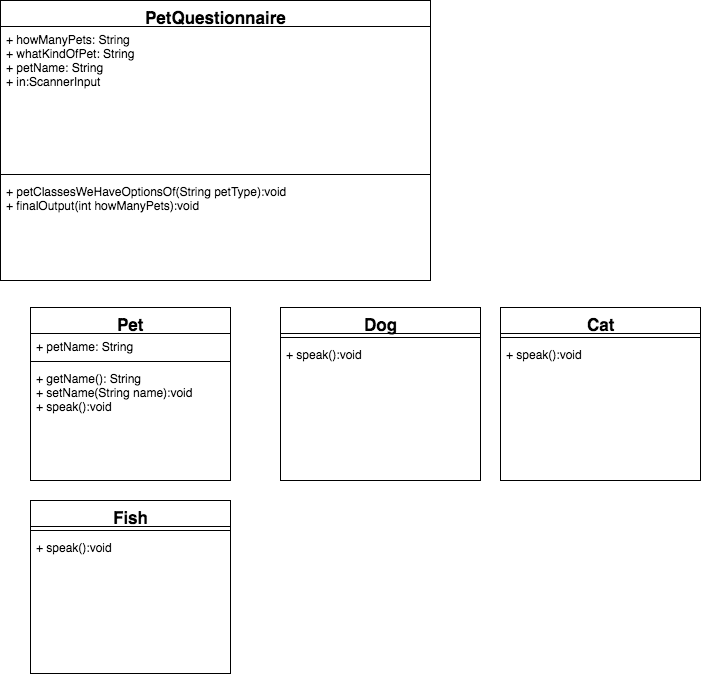 PetQuestionnaire
+ howManyPets: String
+ whatKindOfPet: String
+ petName: String
+ in:ScannerInput
+ petClassesWeHaveOptionsOf(String petType):void
+ finalOutput(int howManyPets):void
Pet
+ petName: String
+ getName(): String
+ setName(String name):void
+ speak():void
Dog
+ speak():void
Cat
+ speak():void
Fish
+ speak():void